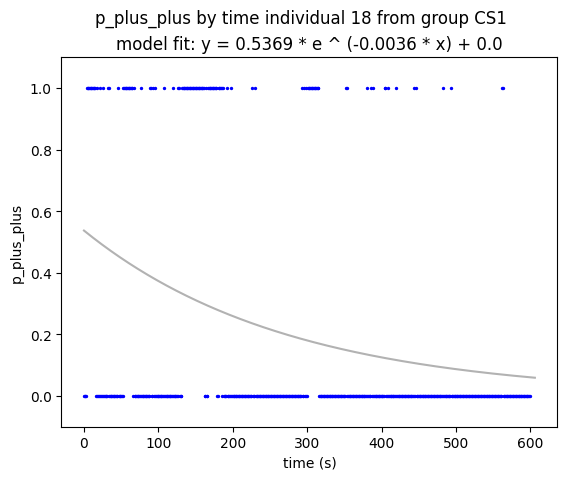 p_plus_plus by time individual 18 from group CS1
model fit: y = 0.5369 * e ^ (-0.0036 * x) + 0.0
1.0
0.8
0.6
0.4
0.2
0.0
p_plus_plus
0 100 200 300 400 500 600
time (s)